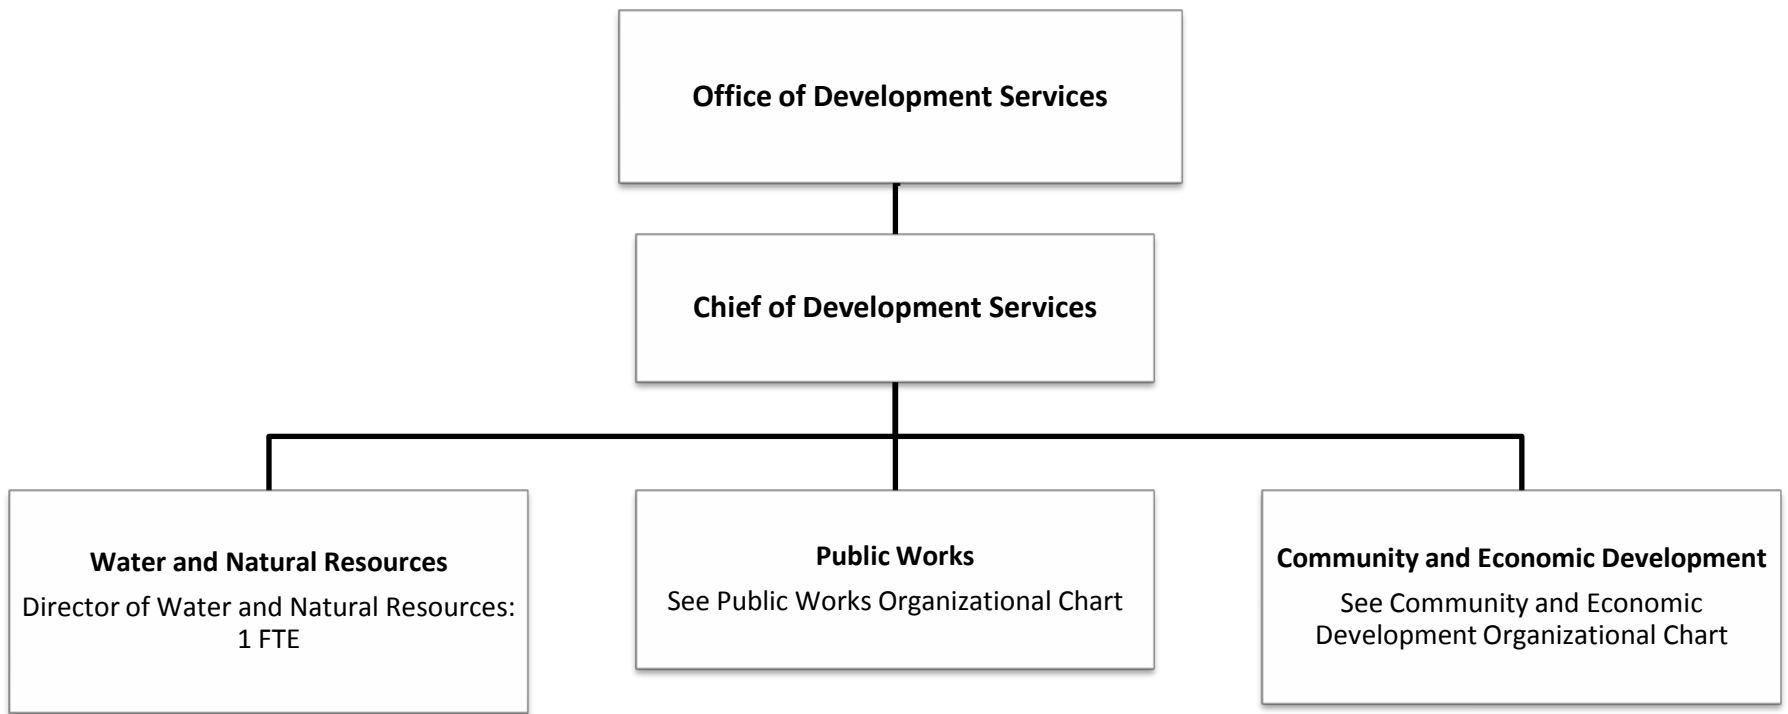 Office of Development Services
Chief of Development Services
Water and Natural Resources
Director of Water and Natural Resources:
1 FTE
Public Works
See Public Works Organizational Chart
Community and Economic Development
See Community and Economic
Development Organizational Chart